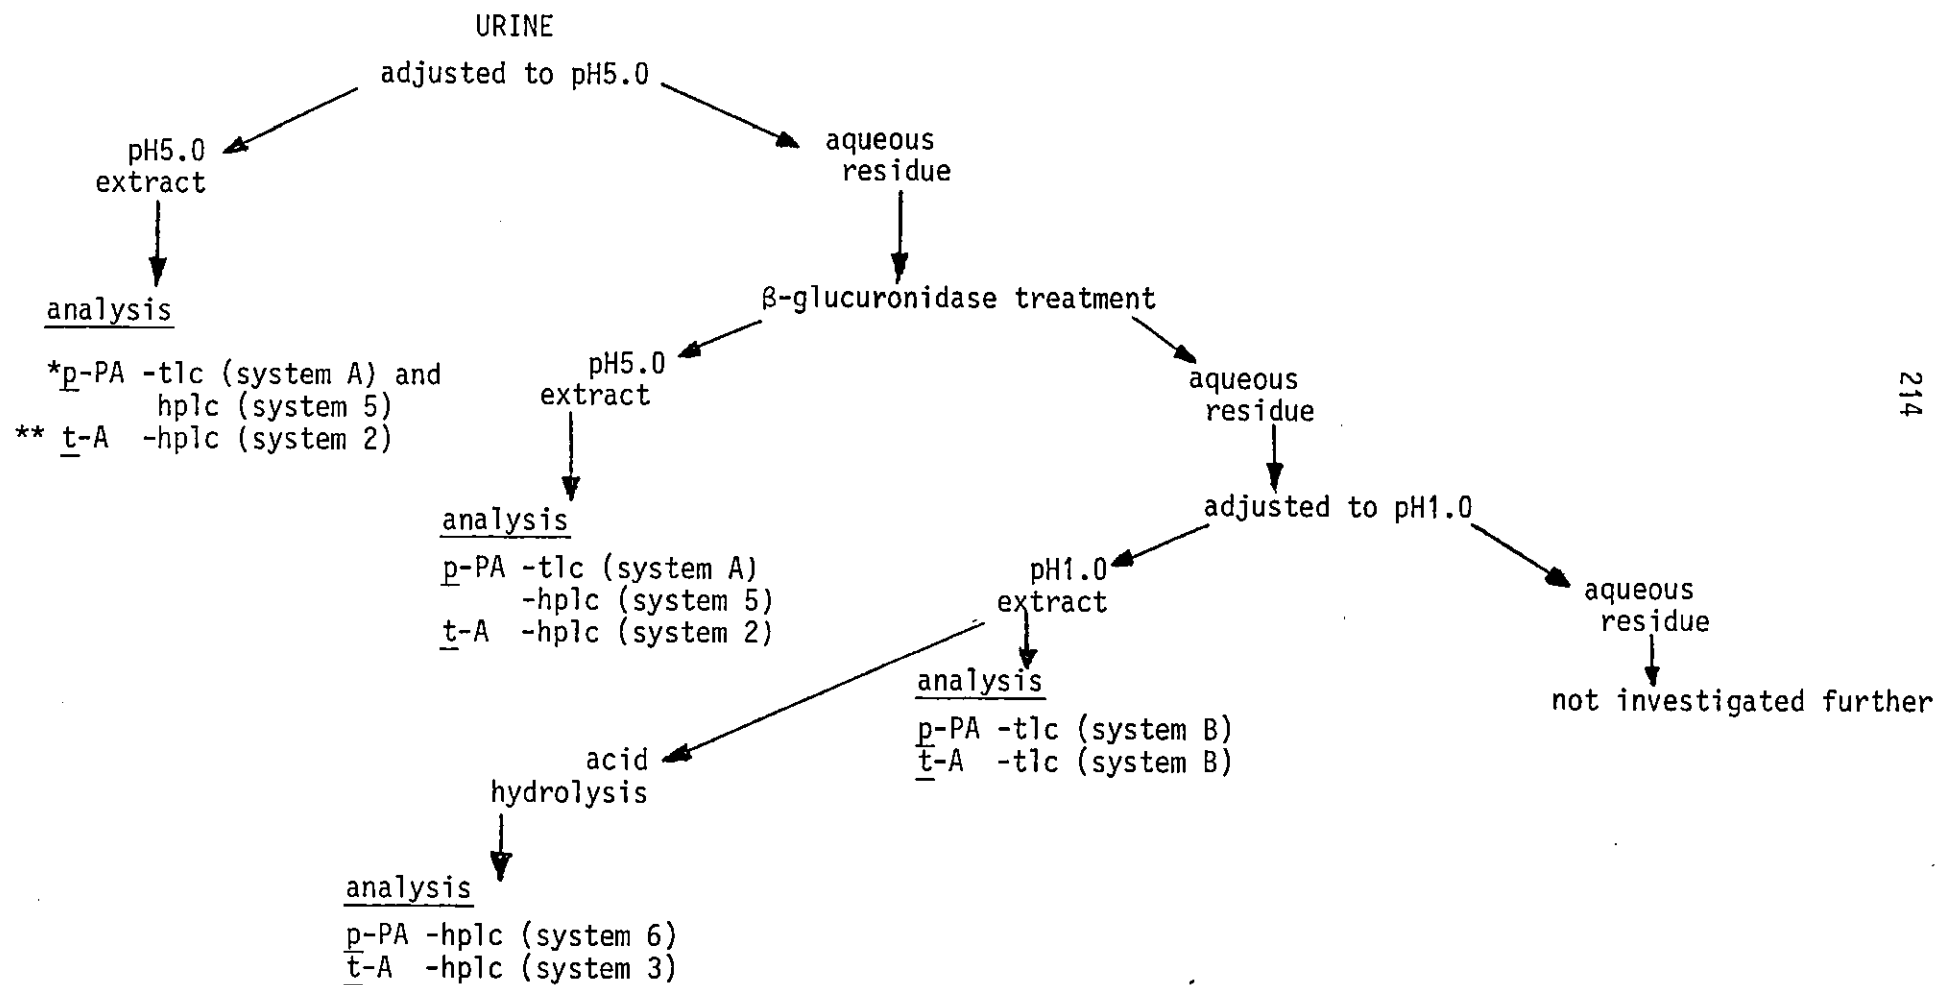 URINE
adjusted to pH5.0
pH5.0
extract
aqueous
residue
analysis
*p-PA -tlc (system A) and
hplc (system 5)
** t-A -hplc (system 2)
β-glucuronidase treatment
pH5.0
extract
aqueous
residue
analysis
p-PA -tlc (system A)
-hplc (system 5)
t-A -hplc (system 2)
adjusted to pH1.0
pH1.0
extract
aqueous
residue
analysis
p-PA -tlc (system B)
t-A -tlc (system B)
not investigated further
acid
hydrolysis
analysis
p-PA -hplc (system 6)
t-A -hplc (system 3)
214